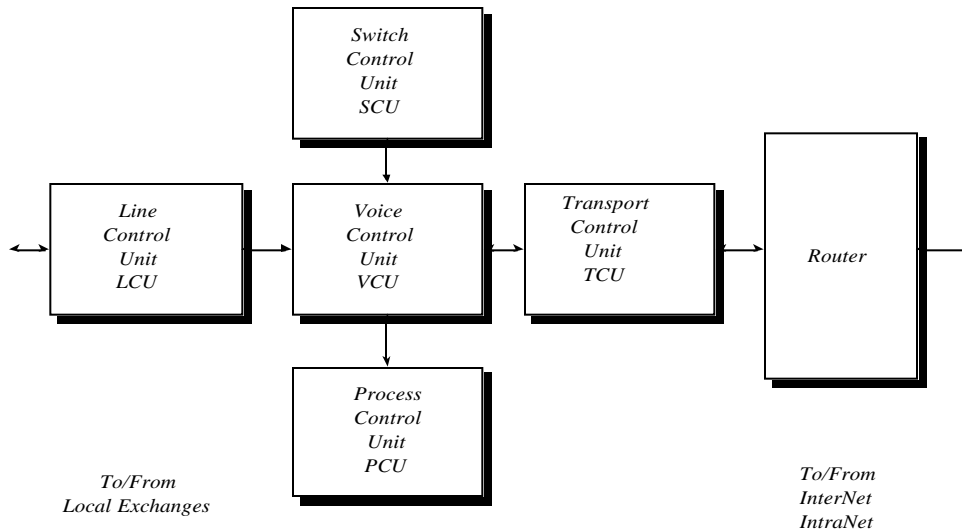 Switch
Control
Unit
SCU
Line
Control
Unit
LCU
Voice
Control
Unit
VCU
Transport
Control
Unit
TCU
Router
Process
Control
Unit
PCU
To/From
Local Exchanges
To/From
InterNet
IntraNet